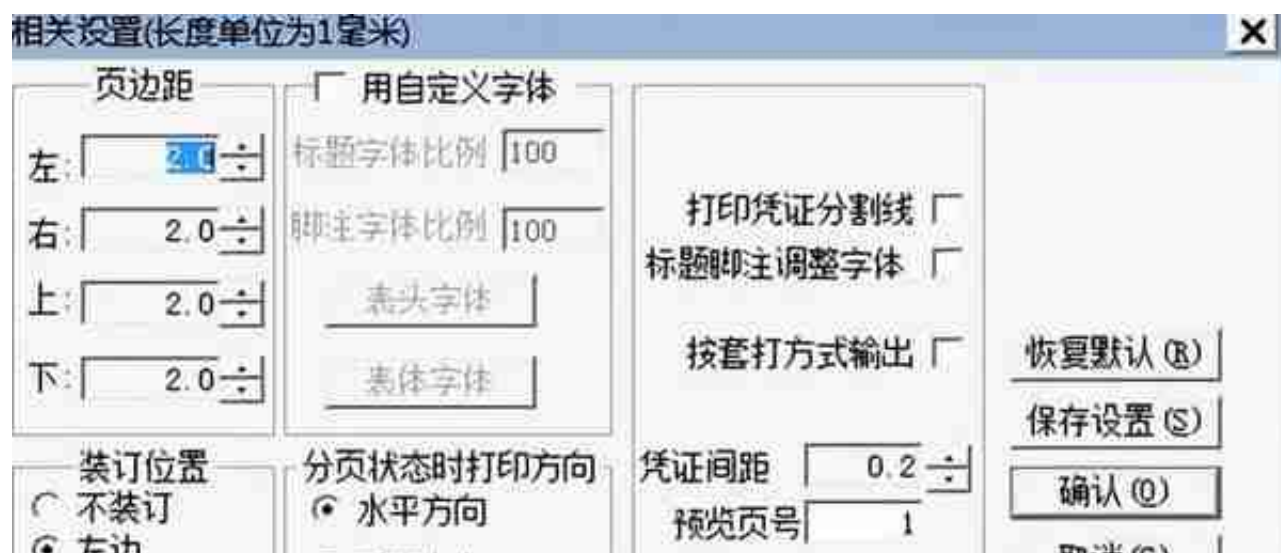 相关设置(长度单位为1毫米)
页边距
左: 2.0
右: 2.0
上: 2.0
下: 2.0
用自定义字体
标题字体比例 100
脚注字体比例 100
表头字体
表体字体
打印凭证分割线
标题脚注调整字体
按套打方式输出
凭证间距 0.2
预览页号 1
恢复默认(R)
保存设置(S)
确认(O)
取消(C)
装订位置
不装订
左边
分页状态时打印方向
水平方向